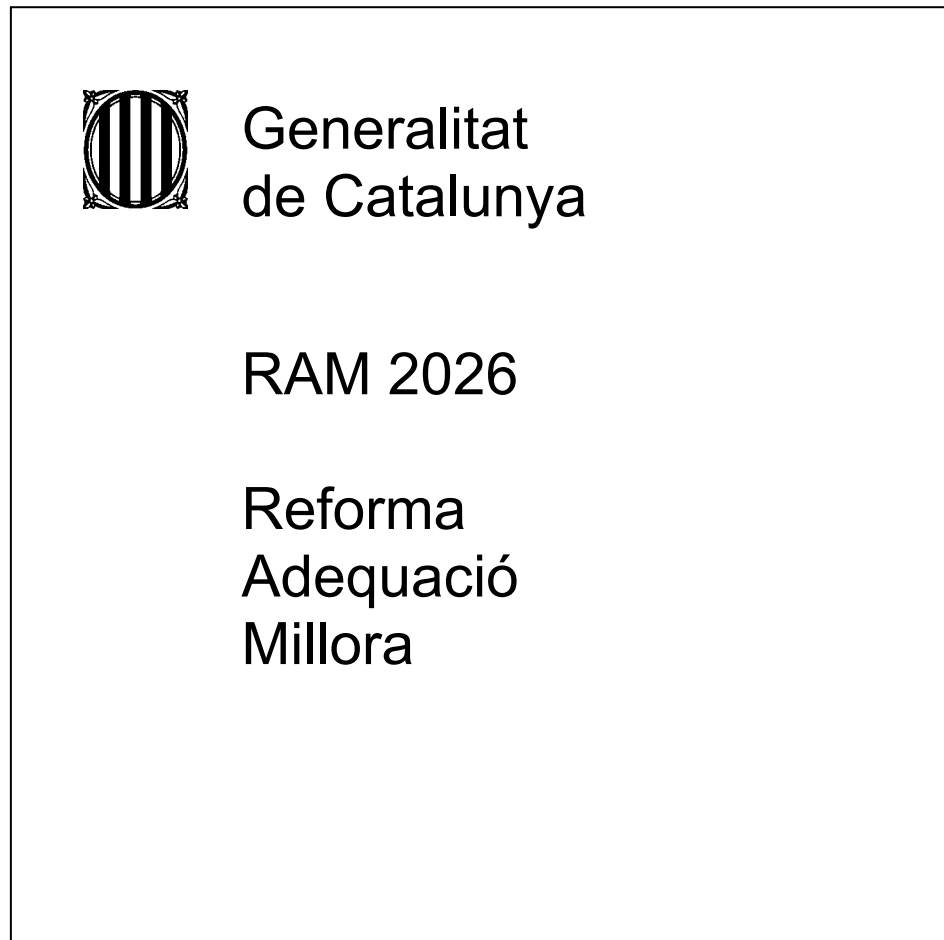 Generalitat
de Catalunya
RAM 2026
Reforma
Adequació
Millora